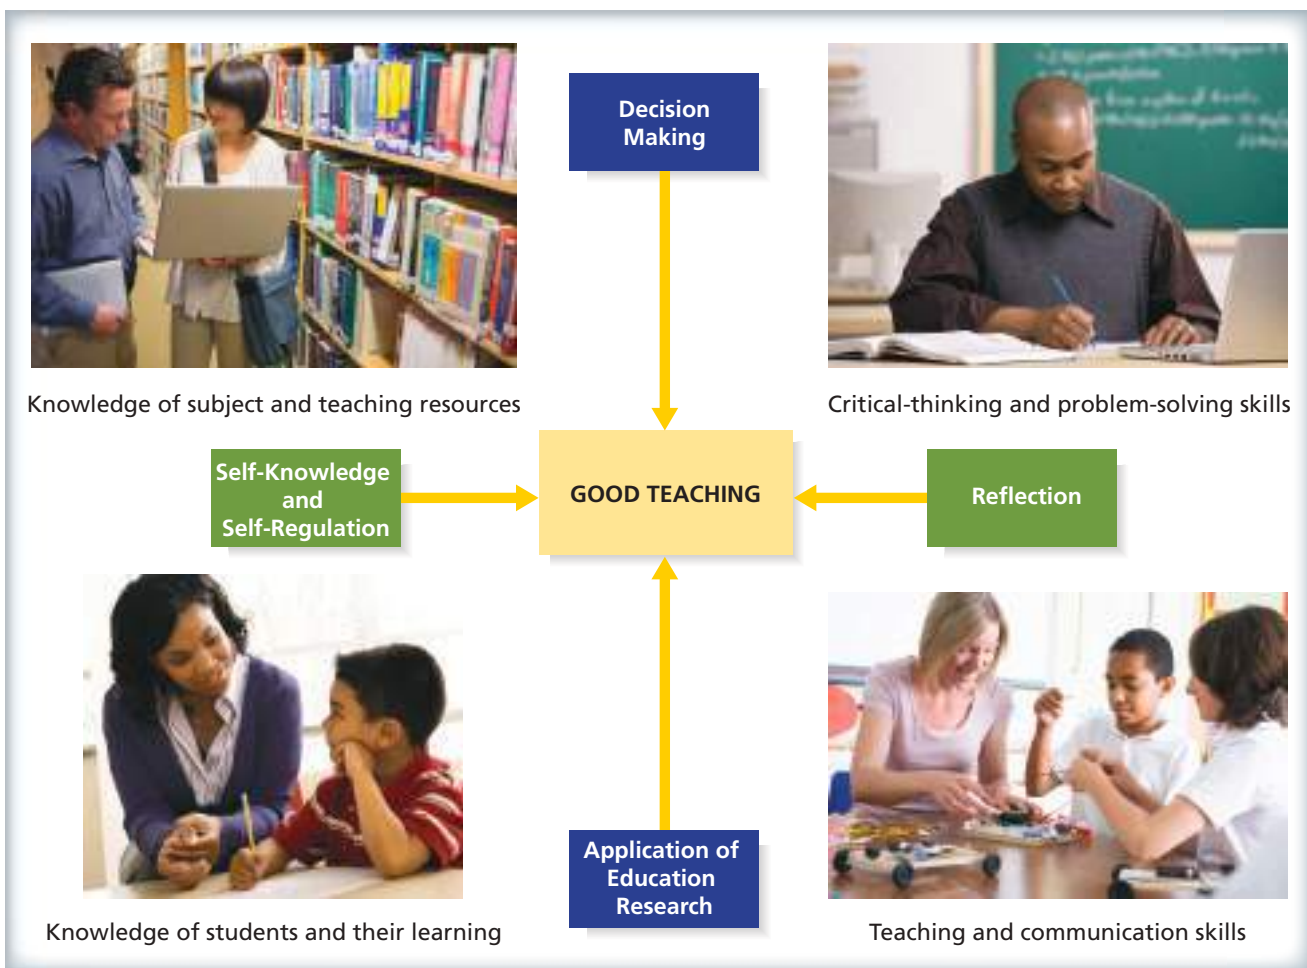 Decision
Making
Knowledge of subject and teaching resources
Critical-thinking and problem-solving skills
Self-Knowledge
and
Self-Regulation
GOOD TEACHING
Reflection
Application of
Education
Research
Knowledge of students and their learning
Teaching and communication skills